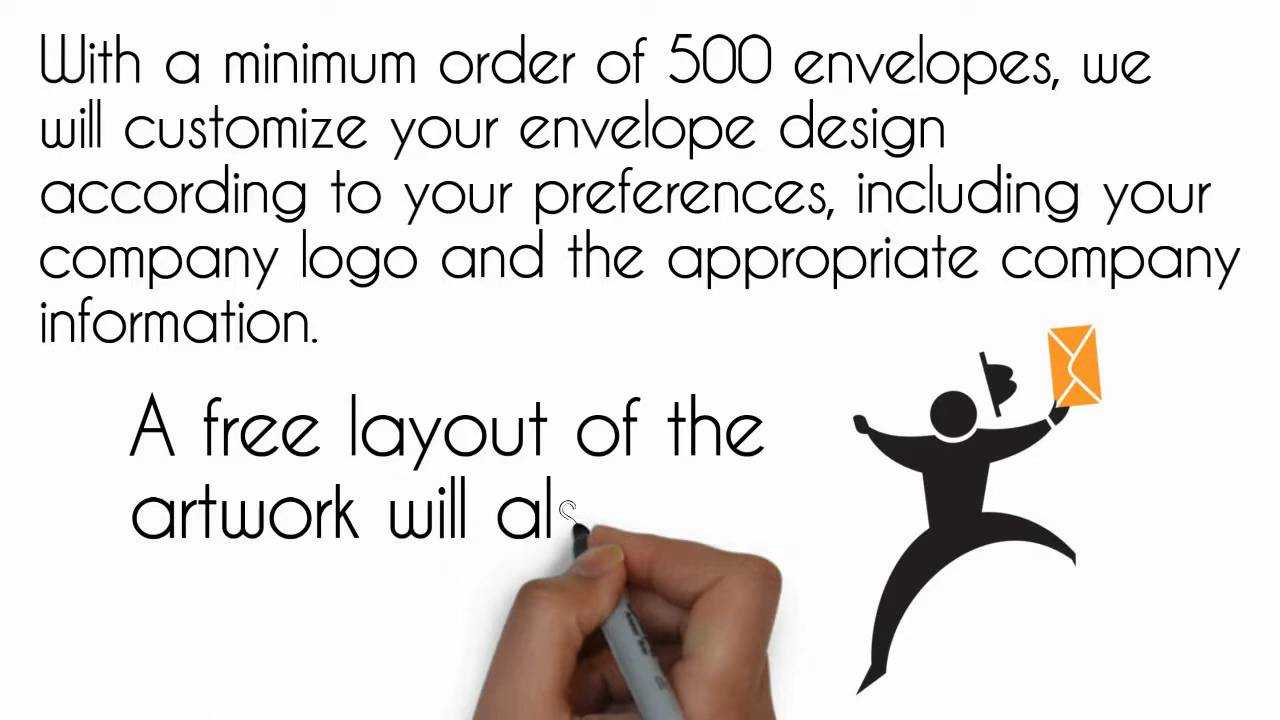 With a minimum order of 500 envelopes, we
will customize your envelope design
according to your preferences, including your
company logo and the appropriate company
information.
A free layout of the
artwork will al